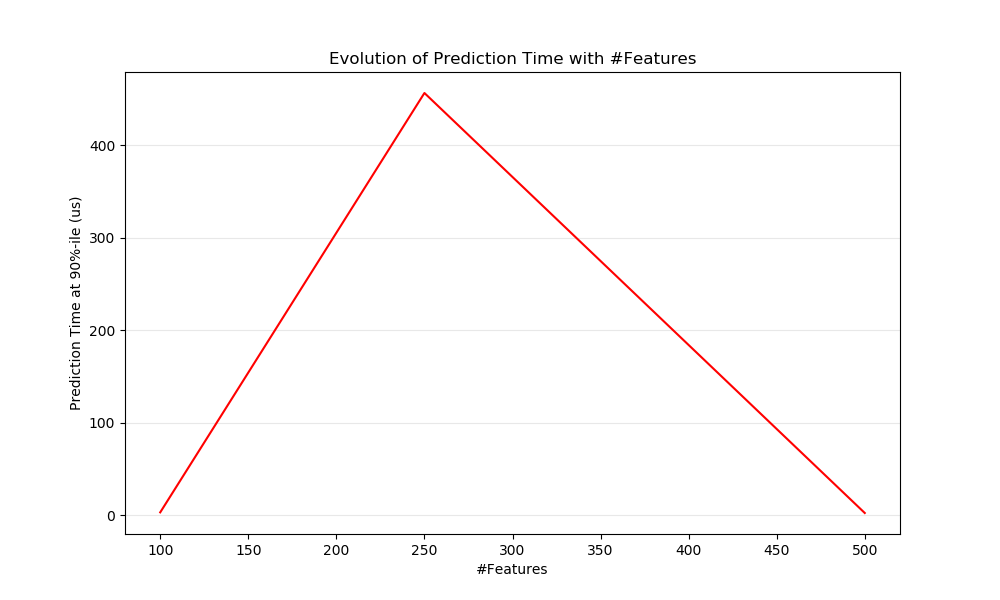 Evolution of Prediction Time with #Features
Prediction Time at 90%-ile (us)
400
300
200
100
0
100 150 200 250 300 350 400 450 500
#Features